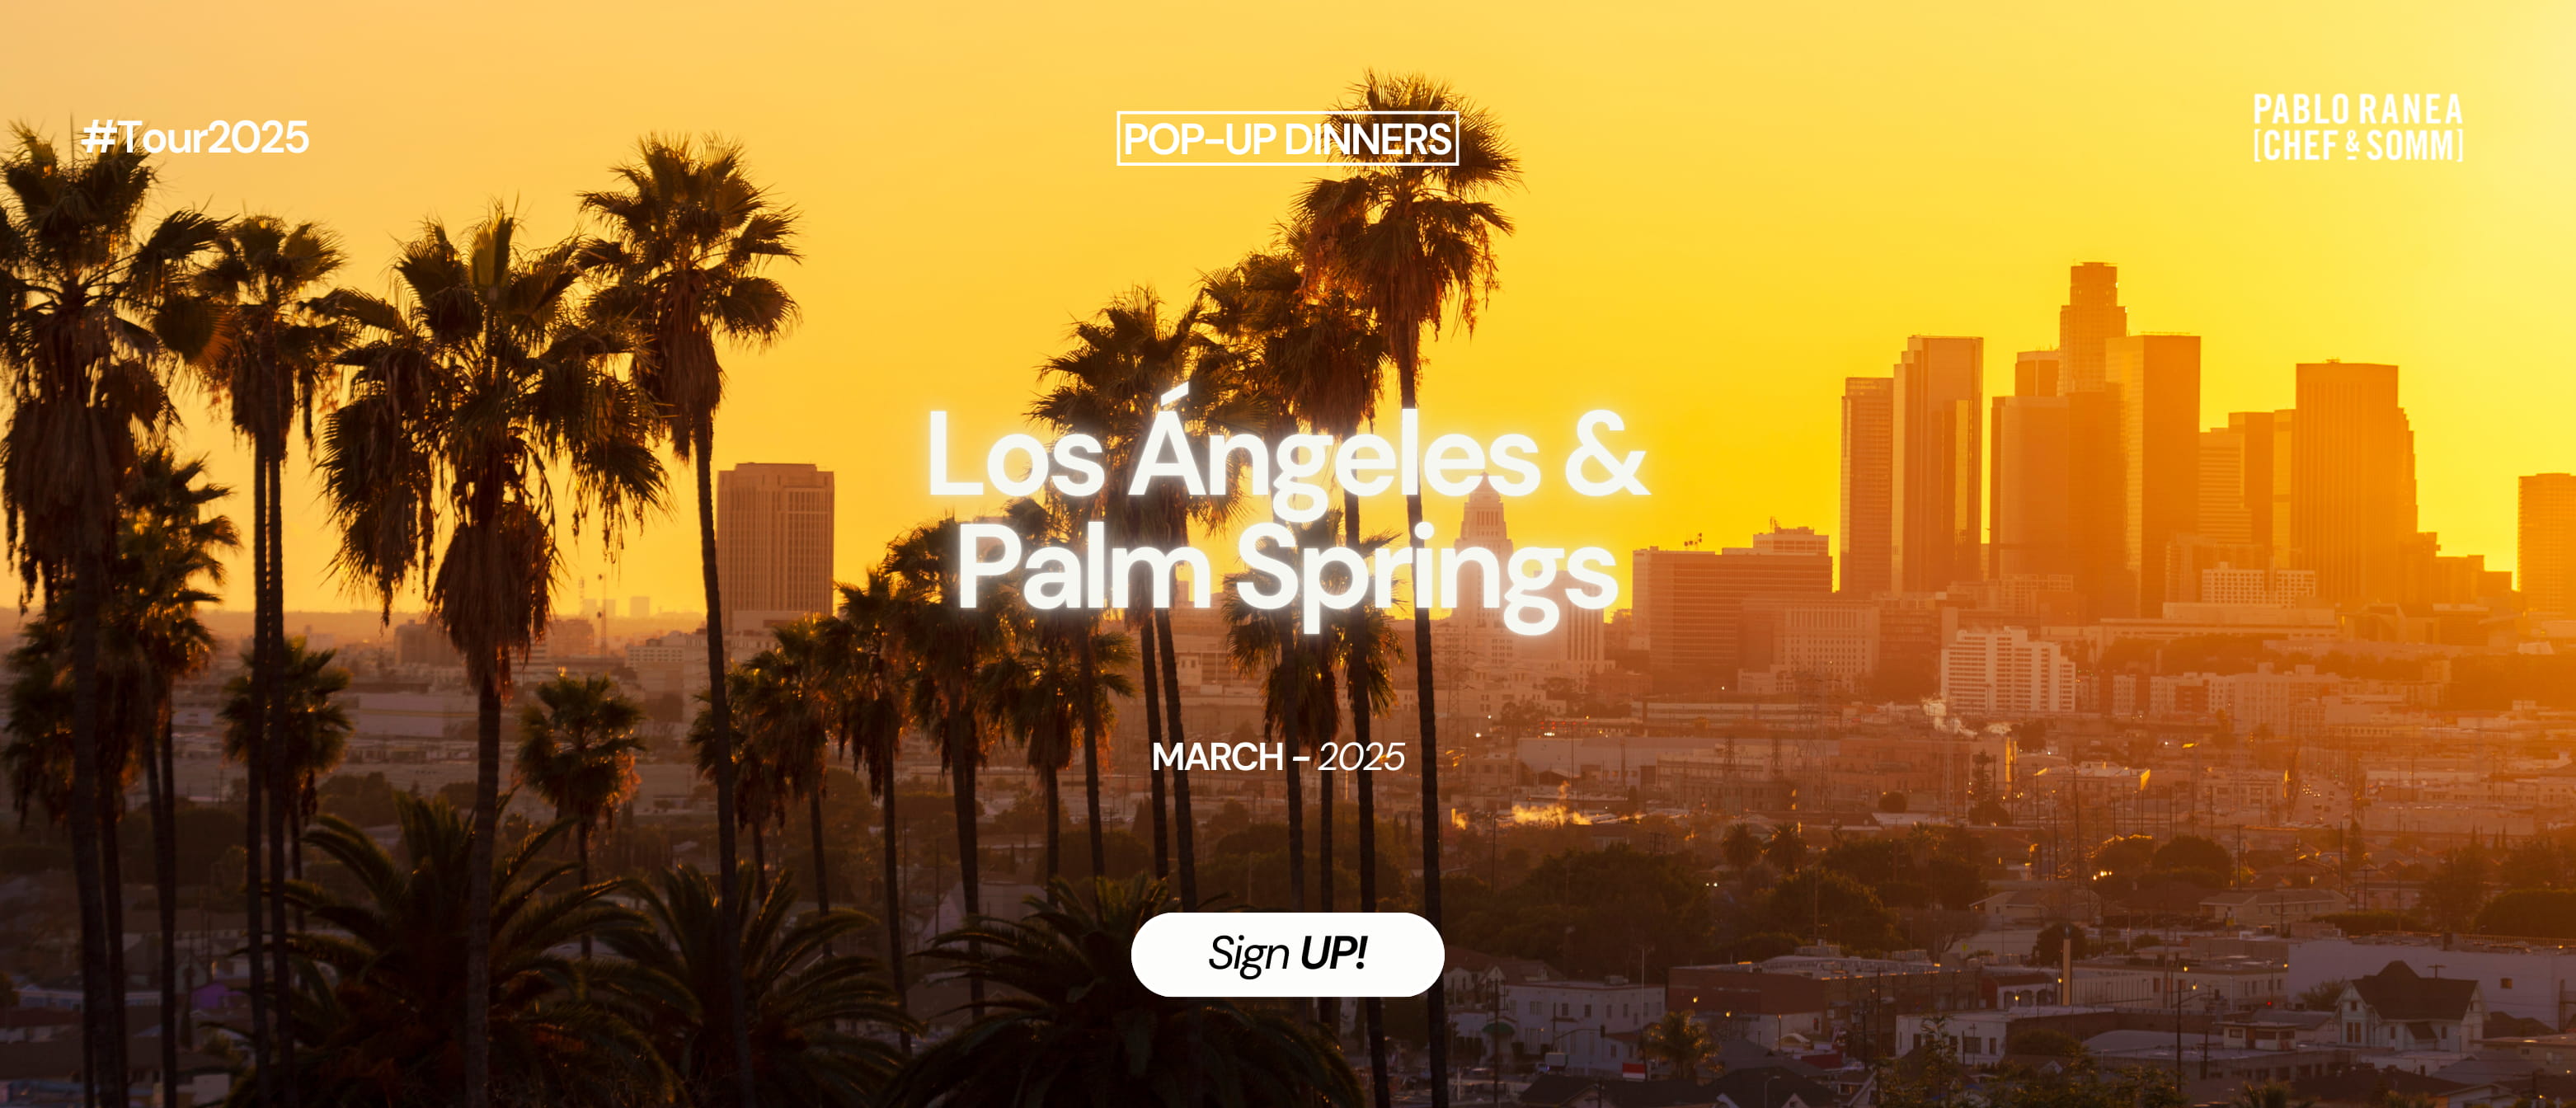 #Tour2025
POP-UP DINNERS
PABLO RANEA
[CHEF & SOMM]
Los Ángeles &
Palm Springs
MARCH - 2025
Sign UP!